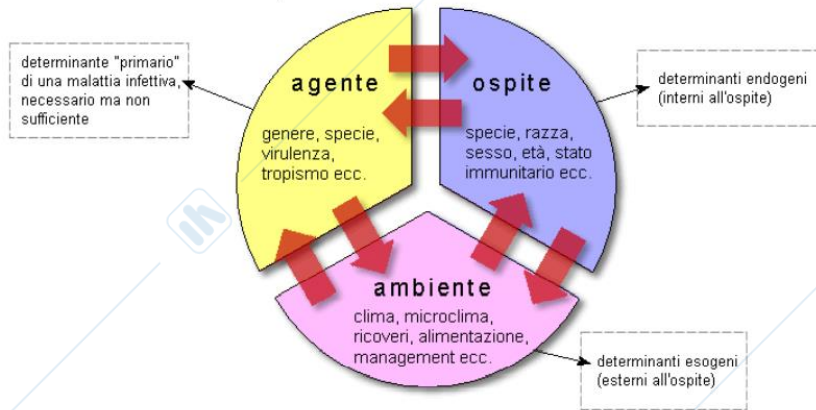 determinante "primario"
di una malattia infettiva,
necessario ma non
sufficiente
agente
genere, specie,
virulenza,
tropismo ecc.
ospite
specie, razza,
sesso, età, stato
immunitario ecc.
determinanti endogeni
(interni all'ospite)
ambiente
clima, microclima,
ricoveri, alimentazione,
management ecc.
determinanti esogeni
(esterni all'ospite)